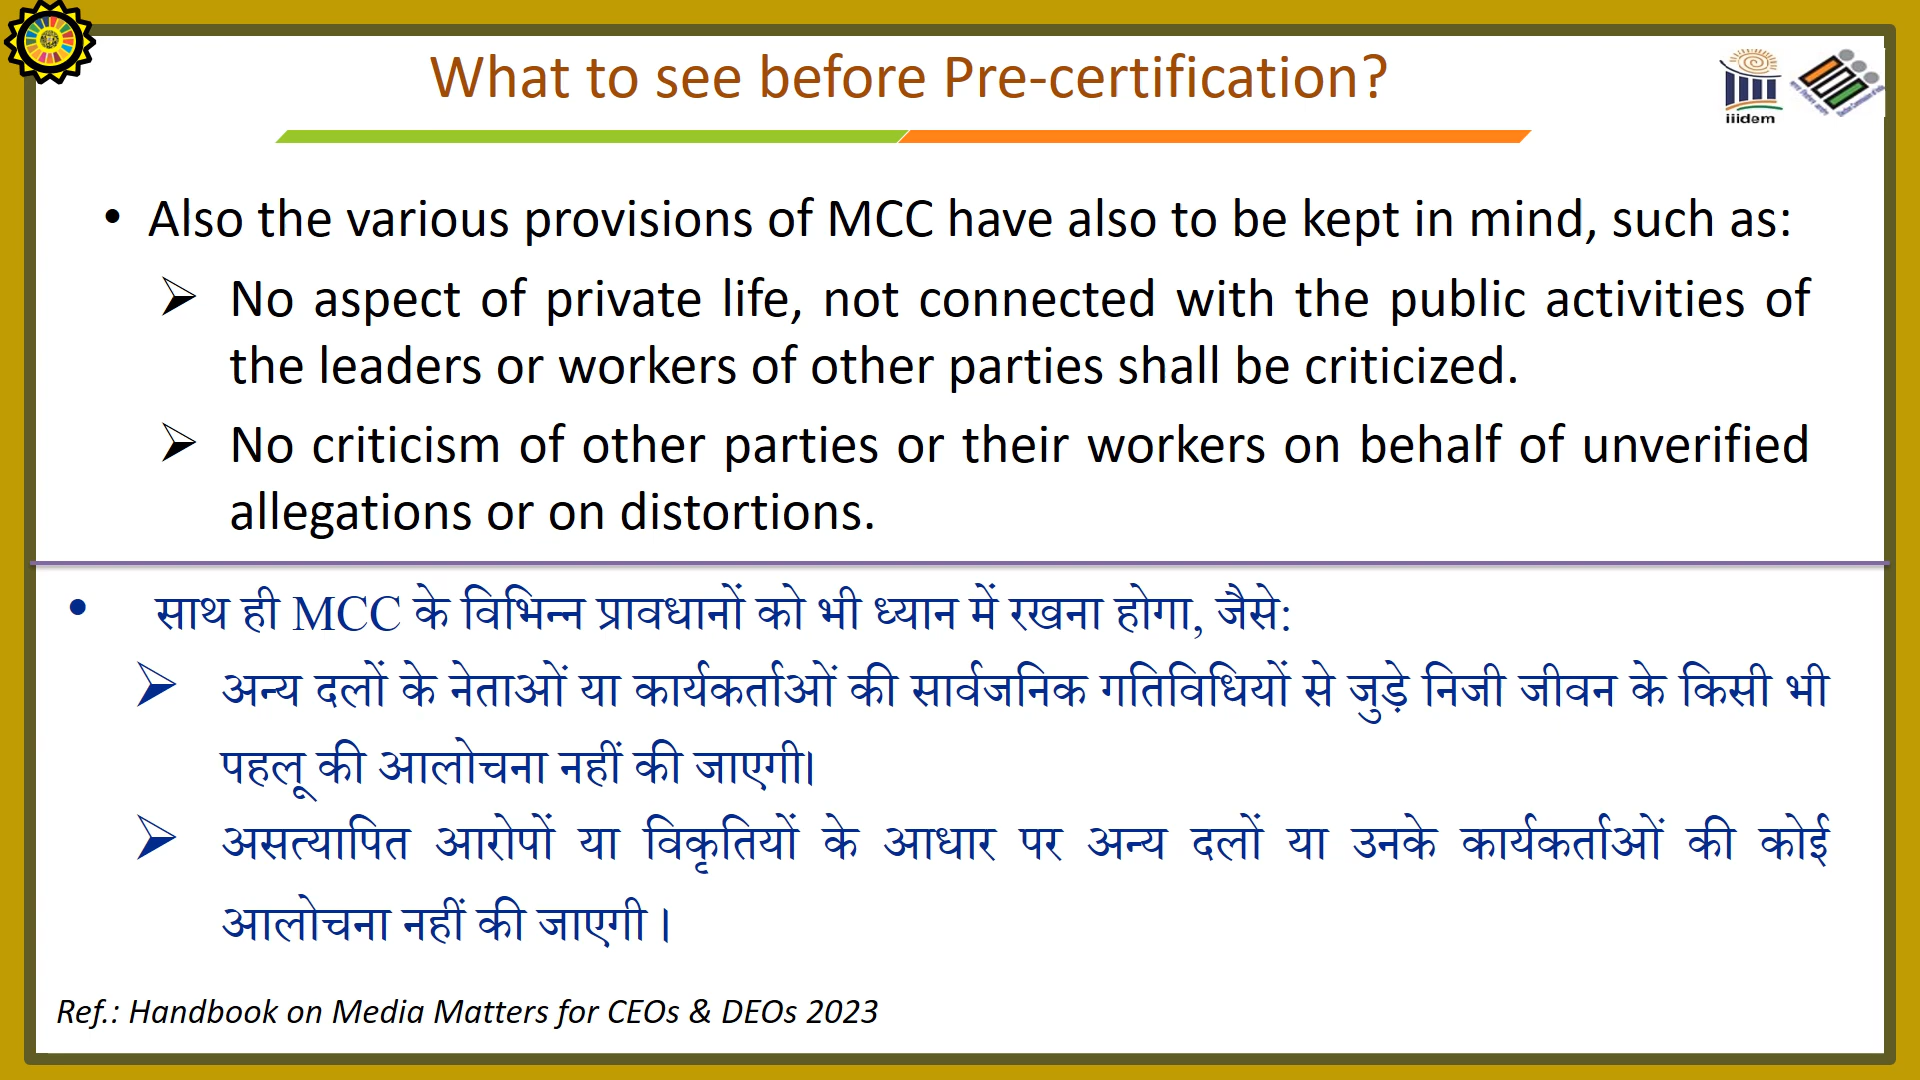 What to see before Pre-certification?
iiidem
• Also the various provisions of MCC have also to be kept in mind, such as:
➢ No aspect of private life, not connected with the public activities of
the leaders or workers of other parties shall be criticized.
➢ No criticism of other parties or their workers on behalf of unverified
allegations or on distortions.
• साथ ही MCC के विभिन्न प्रावधानों को भी ध्यान में रखना होगा, जैसे:
➢ अन्य दलों के नेताओं या कार्यकर्ताओं की सार्वजनिक गतिविधियों से जुड़े निजी जीवन के किसी भी
पहलू की आलोचना नहीं की जाएगी।
➢ असत्यापित आरोपों या विकृतियों के आधार पर अन्य दलों या उनके कार्यकर्ताओं की कोई
आलोचना नहीं की जाएगी ।
Ref.: Handbook on Media Matters for CEOs & DEOs 2023